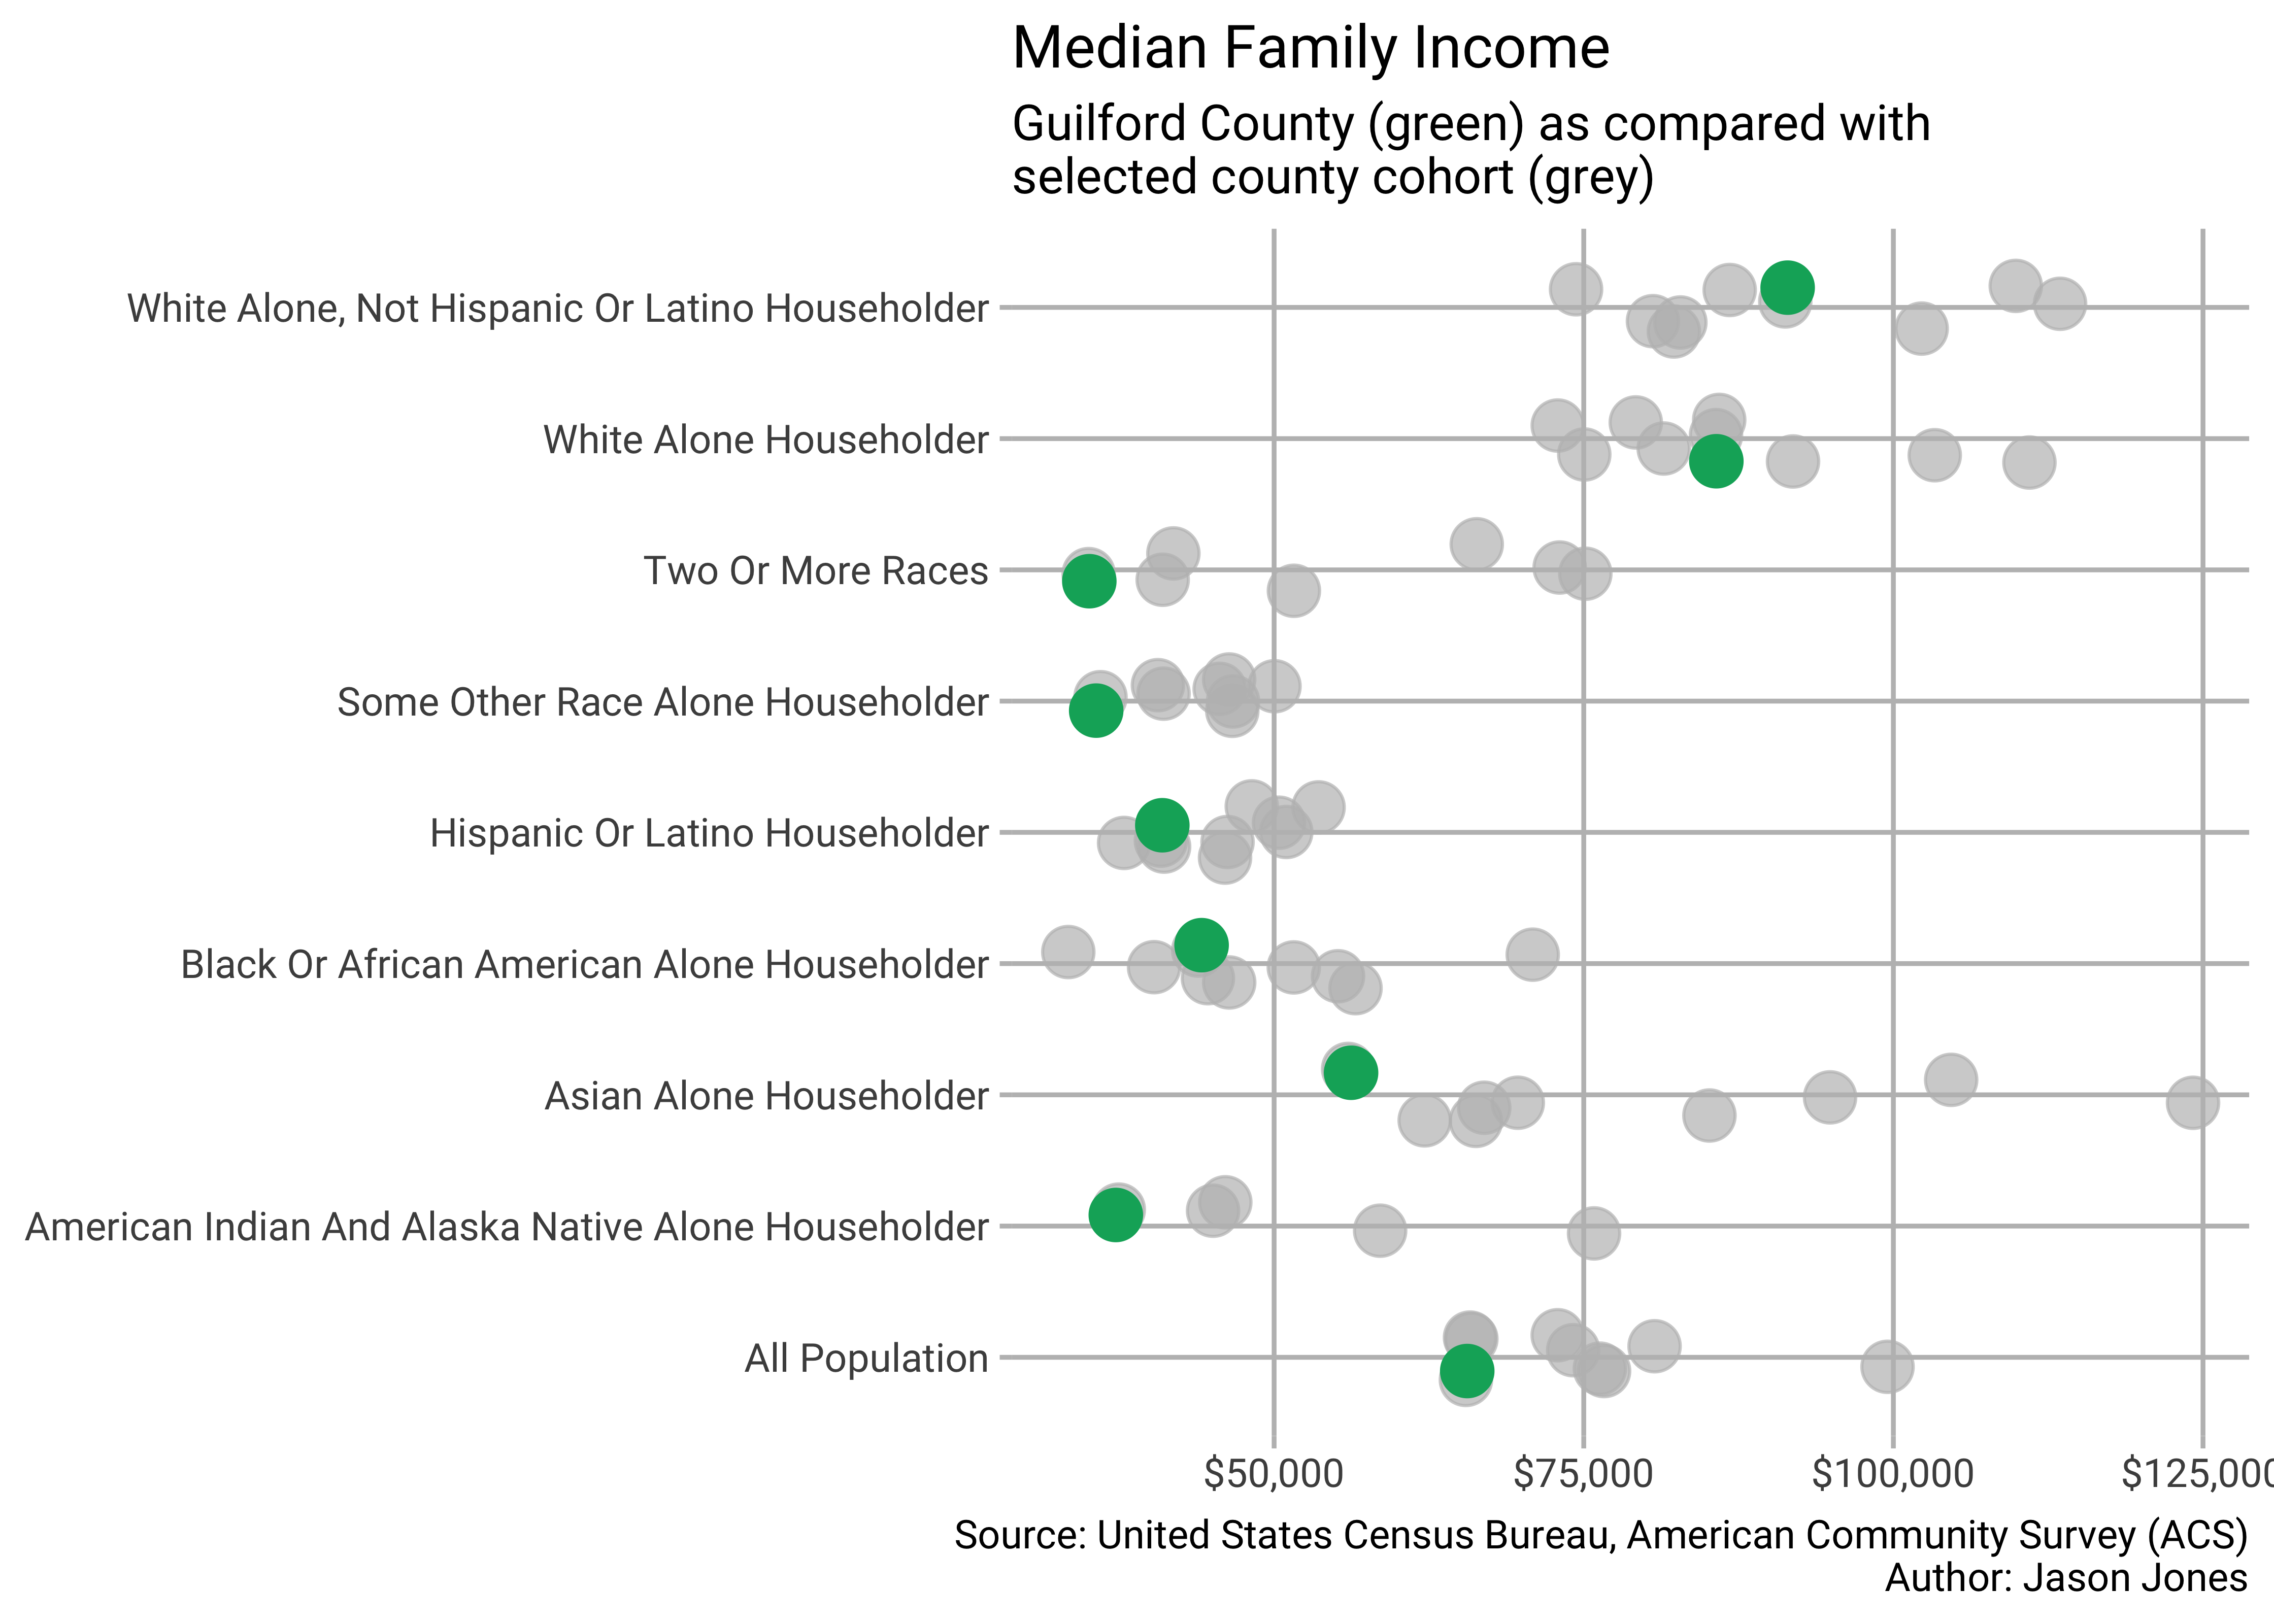 Median Family Income
Guilford County (green) as compared with
selected county cohort (grey)
White Alone, Not Hispanic Or Latino Householder
White Alone Householder
Two Or More Races
Some Other Race Alone Householder
Hispanic Or Latino Householder
Black Or African American Alone Householder
Asian Alone Householder
American Indian And Alaska Native Alone Householder
All Population
$50,000 $75,000 $100,000 $125,000
Source: United States Census Bureau, American Community Survey (ACS)
Author: Jason Jones